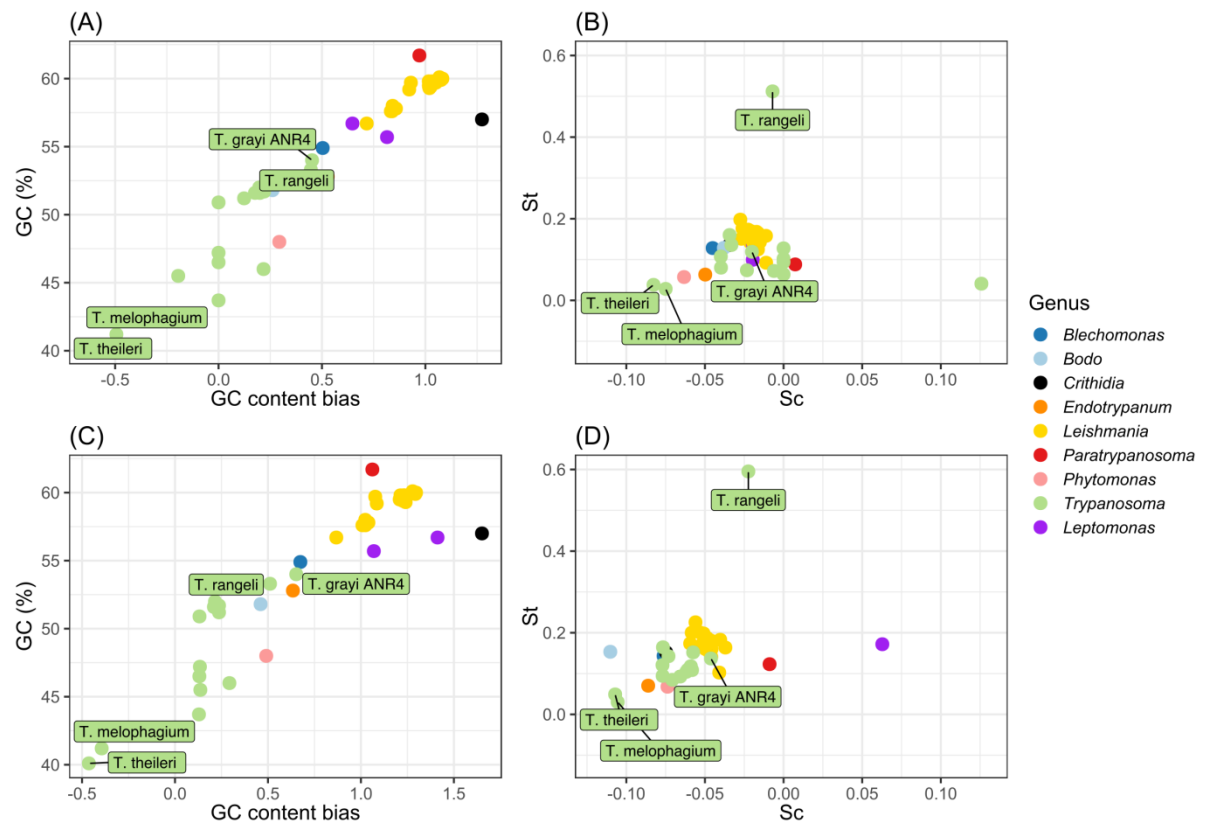 (A)
GC (%)
60
55
50
45
40
T. grayi ANR4
T. rangeli
T. melophagium
T. theileri
-0.5
0.0
0.5
1.0
GC content bias
(B)
St
0.6
0.4
0.2
0.0
T. rangeli
T. grayi ANR4
T. theileri
T. melophagium
-0.10
-0.05
0.00
0.05
0.10
Sc
(C)
GC (%)
60
55
50
45
40
T. rangeli
T. grayi ANR4
T. melophagium
T. theileri
-0.5
0.0
0.5
1.0
1.5
GC content bias
(D)
St
0.6
0.4
0.2
0.0
T. rangeli
T. grayi ANR4
T. theileri
T. melophagium
-0.10
-0.05
0.00
0.05
0.10
Sc
Genus
Blechomonas
Bodo
Crithidia
Endotrypanum
Leishmania
Paratrypanosoma
Phytomonas
Trypanosoma
Leptomonas